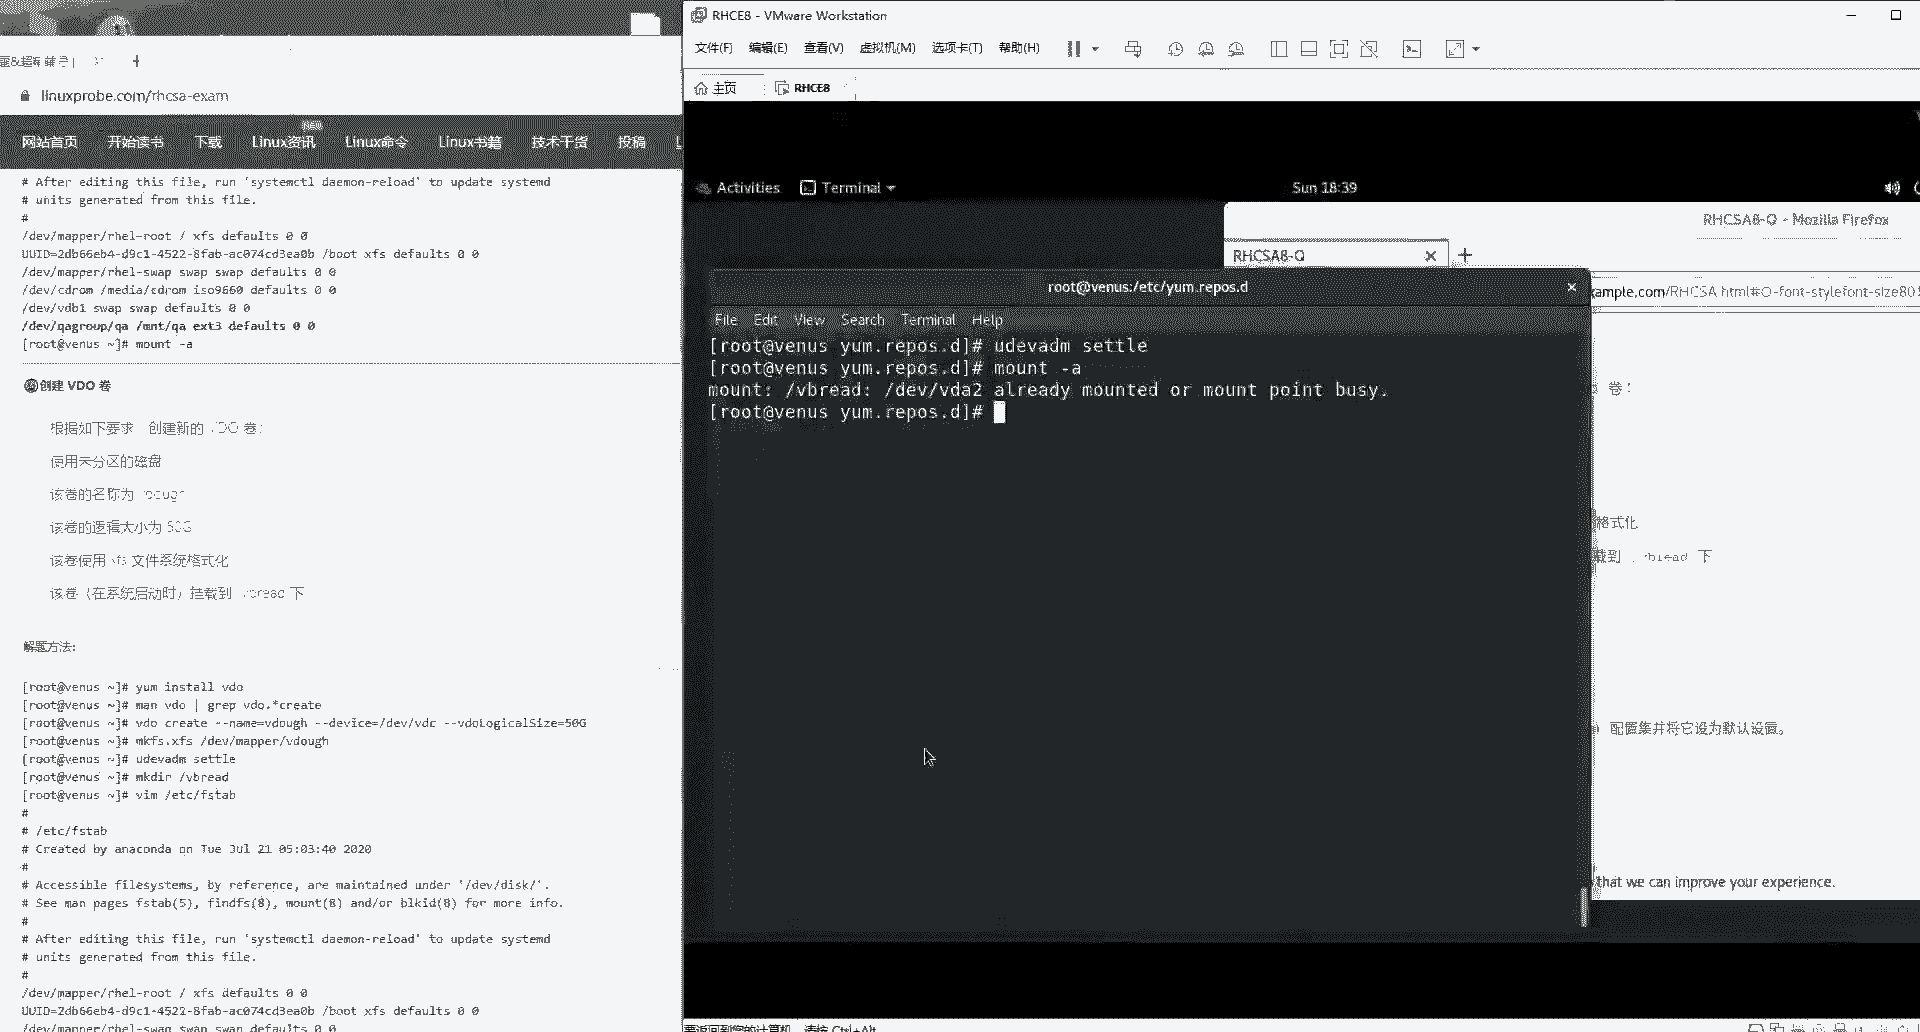 RHCE8 - VMware Workstation
文件(F) 编辑(E) 查看(V) 虚拟机(M) 选项卡(T) 帮助(H)
主页 RHCE8
linuxprobe.com/rhcsa-exam
NEW
网站首页 开始读书 下载 Linux资讯 Linux命令 Linux书籍 技术干货 投稿
# After editing this file, run 'systemctl daemon-reload' to update systemd
# units generated from this file.
#
/dev/mapper/rhel-root / xfs defaults 0 0
UUID=2db66eb4-d9c1-4522-8fab-ac074cd3ea0b /boot xfs defaults 0 0
/dev/mapper/rhel-swap swap swap defaults 0 0
/dev/cdrom /media/cdrom iso9660 defaults 0 0
/dev/vdb1 swap swap defaults 0 0
/dev/qagroup/qa /mnt/qa ext3 defaults 0 0
[root@venus ~]# mount -a
创建 VDO 卷
根据如下要求 创建新的 卷:
使用未分区的磁盘
该卷的名称为
该卷的逻辑大小为
该卷使用 文件系统格式化
该卷(在系统启动时)挂载到 下
解题方法:
[root@venus ~]# yum install vdo
[root@venus ~]# man vdo | grep vdo.*create
[root@venus ~]# vdo create --name=vdough --device=/dev/vdc --vdoLogicalSize=50G
[root@venus ~]# mkfs.xfs /dev/mapper/vdough
[root@venus ~]# udevadm settle
[root@venus ~]# mkdir /vbread
[root@venus ~]# vim /etc/fstab
#
# /etc/fstab
# Created by anaconda on Tue Jul 21 05:03:40 2020
#
# Accessible filesystems, by reference, are maintained under '/dev/disk/'.
# See man pages fstab(5), findfs(8), mount(8) and/or blkid(8) for more info.
#
# After editing this file, run 'systemctl daemon-reload' to update systemd
# units generated from this file.
#
/dev/mapper/rhel-root / xfs defaults 0 0
UUID=2db66eb4-d9c1-4522-8fab-ac074cd3ea0b /boot xfs defaults 0 0
/dev/mapper/rhel-swap swap swap defaults 0 0
Activities Terminal Sun 18:39
RHCSA8-Q - Mozilla Firefox
RHCSA8-Q
root@venus:/etc/yum.repos.d
File Edit View Search Terminal Help
[root@venus yum.repos.d]# udevadm settle
[root@venus yum.repos.d]# mount -a
mount: /vbread: /dev/vda2 already mounted or mount point busy.
[root@venus yum.repos.d]#
卷:
格式化
载到 下
配置集并将它设为默认设置。
that we can improve your experience.
要返回到您的计算机，请按 Ctrl+Alt